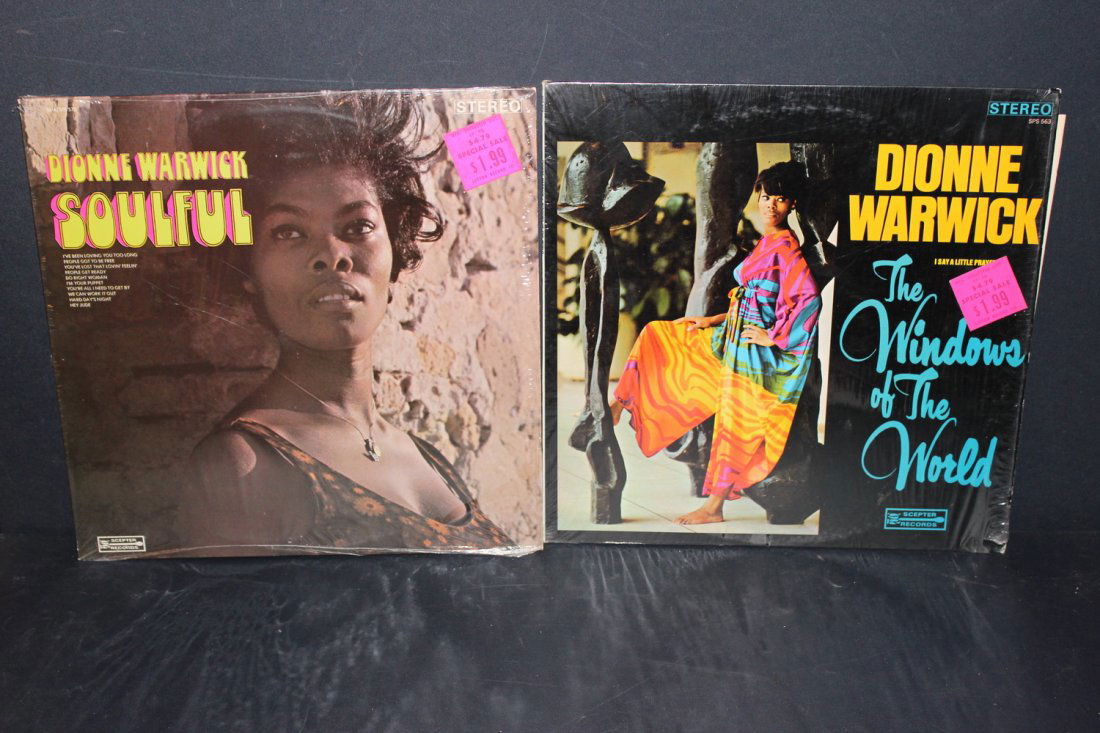 STEREO
DIONNE WARWICK
SOULFUL
I'VE BEEN LOVING YOU TOO LONG
PEOPLE GOT TO BE FREE
YOU'VE LOST THAT LOVIN' FEELIN'
PEOPLE GET READY
DO RIGHT WOMAN
I'M YOUR PUPPET
YOU'RE ALL I NEED TO GET BY
WE CAN WORK IT OUT
HARD DAY'S NIGHT
HEY JUDE
$4.79
SPECIAL SALE
$1.99
SCEPTER
RECORDS
STEREO
SPS 563
DIONNE
WARWICK
I SAY A LITTLE PRAYER
4.79
SPECIAL SALE
$1.99
The
Windows
of The
World
SCEPTER
RECORDS